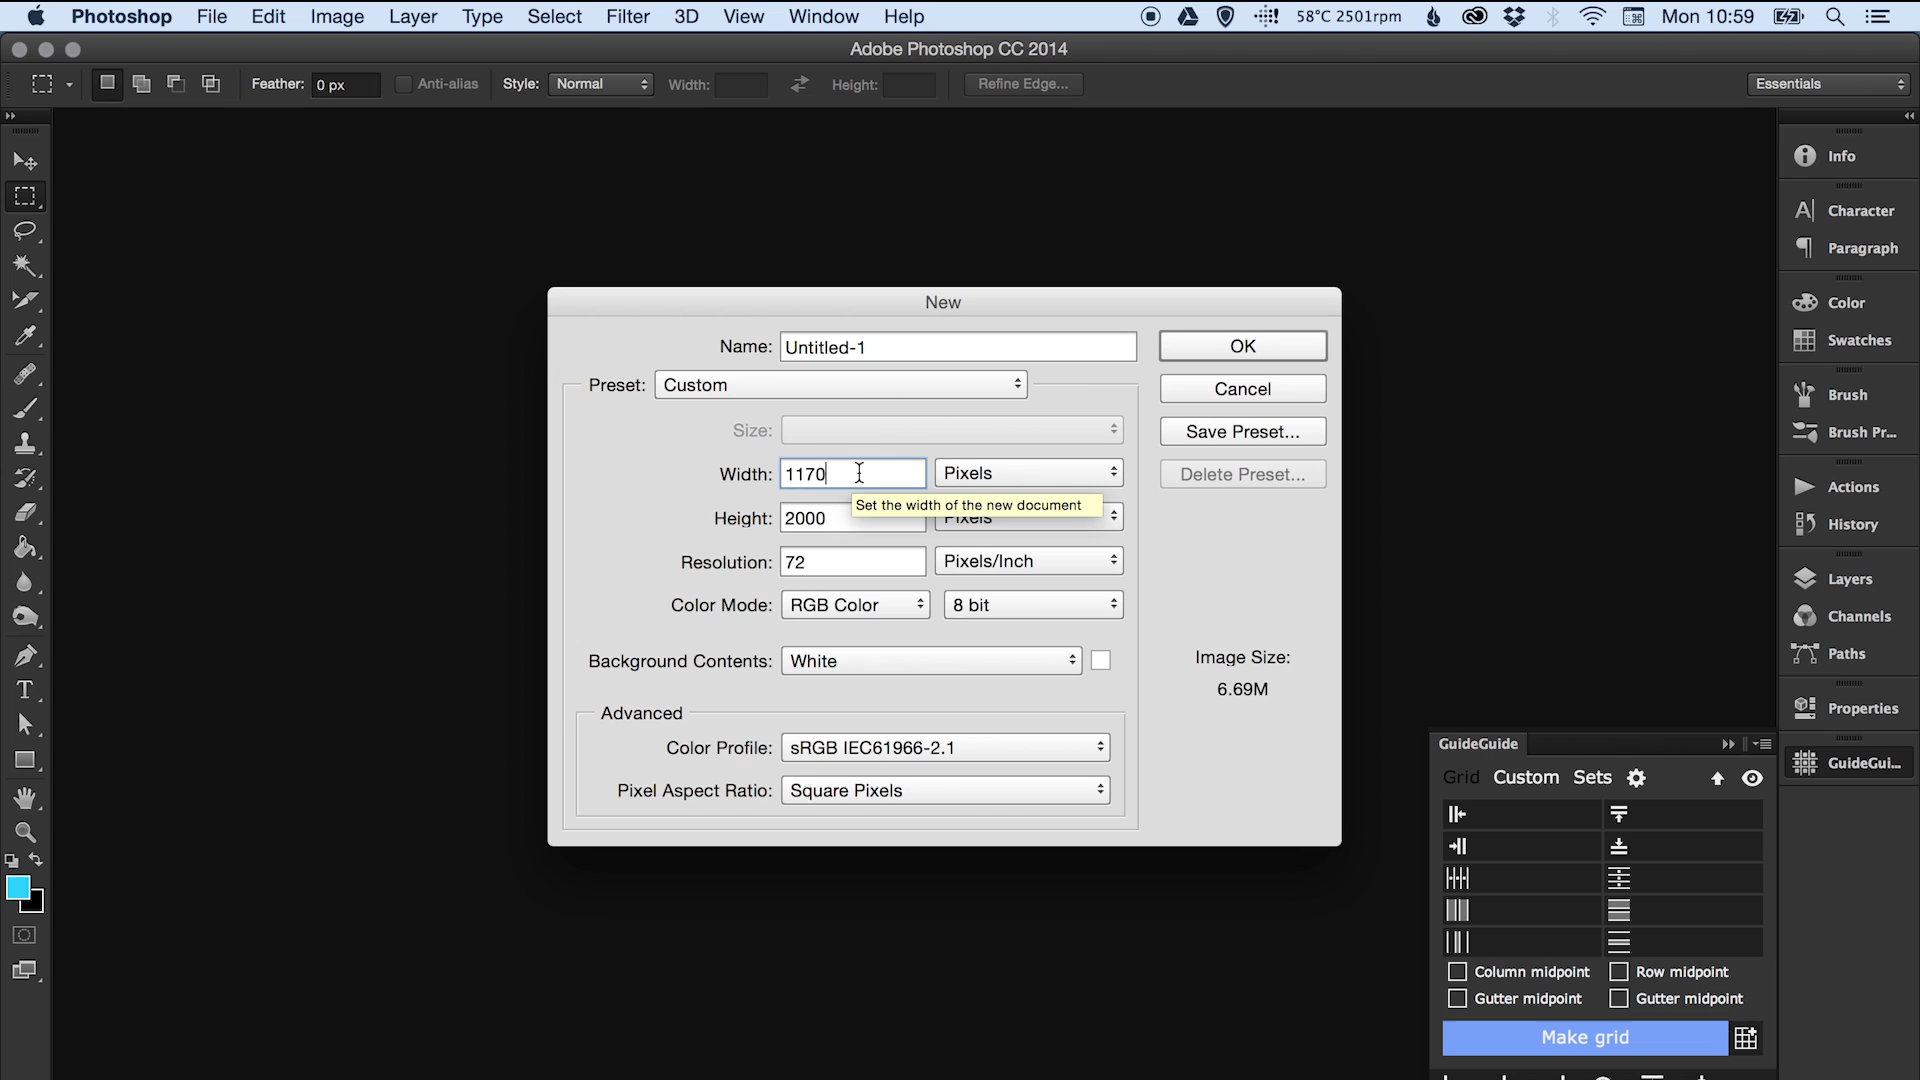 Photoshop File Edit Image Layer Type Select Filter 3D View Window Help 58°C 2501rpm Mon 10:59
Adobe Photoshop CC 2014
Feather: 0 px Anti-alias Style: Normal Width: Height: Refine Edge... Essentials
Info
Character
Paragraph
Color
Swatches
Brush
Brush Pr...
Actions
History
Layers
Channels
Paths
Properties
GuideGui...
New
Name: Untitled-1
OK
Preset: Custom
Cancel
Size:
Save Preset...
Width: 1170 Pixels
Delete Preset...
Set the width of the new document
Height: 2000 Pixels
Resolution: 72 Pixels/Inch
Color Mode: RGB Color 8 bit
Background Contents: White
Image Size:
6.69M
Advanced
Color Profile: sRGB IEC61966-2.1
Pixel Aspect Ratio: Square Pixels
GuideGuide
Grid Custom Sets
Column midpoint Row midpoint
Gutter midpoint Gutter midpoint
Make grid